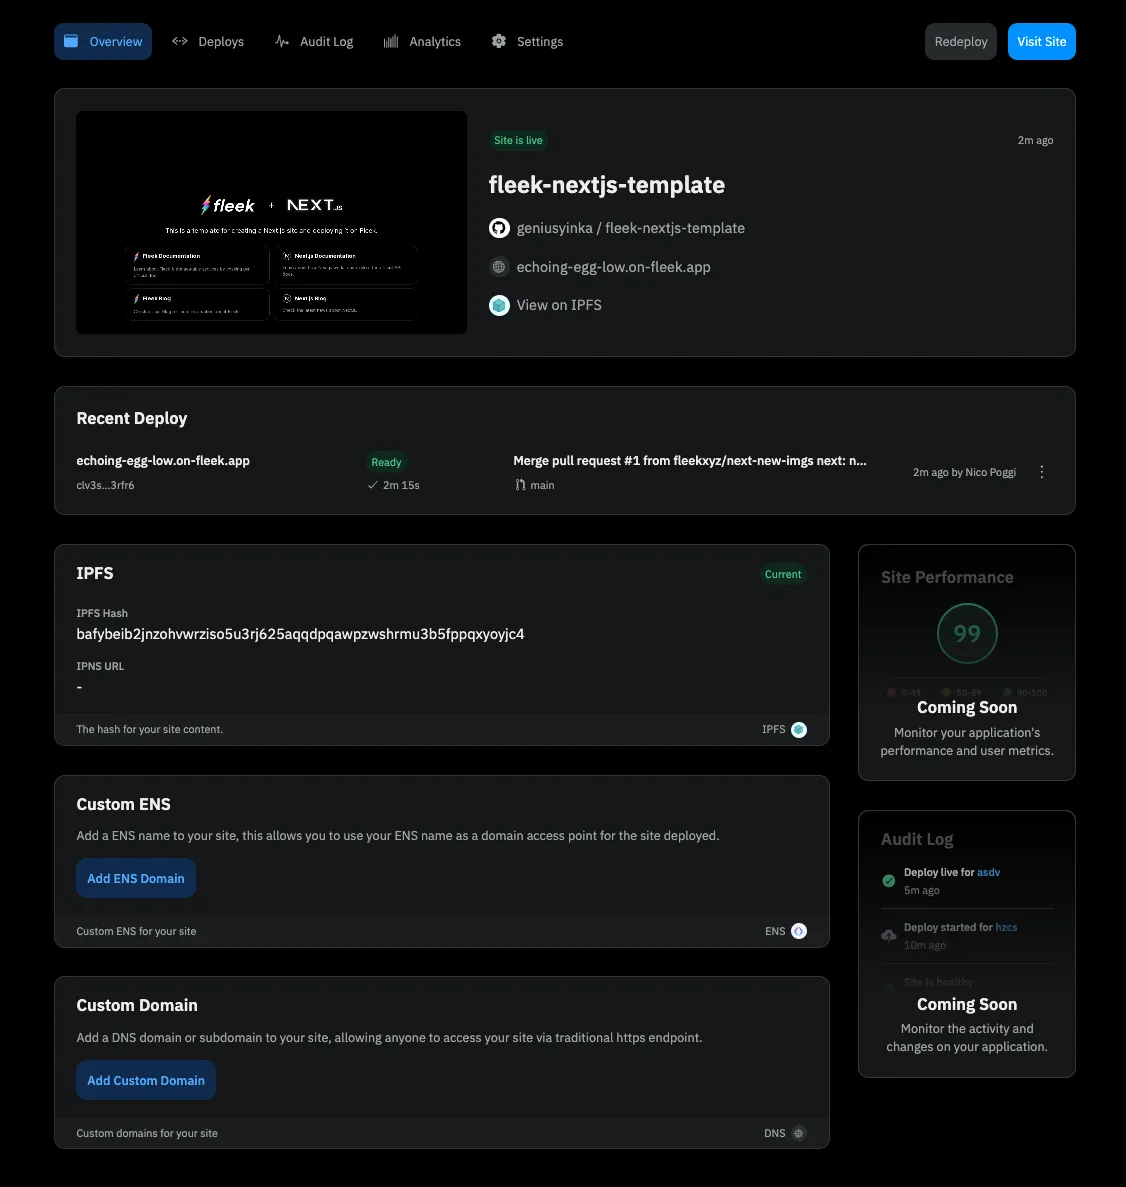 Overview
Deploys
Audit Log
Analytics
Settings
Redeploy
Visit Site
fleek + NEXT.JS
This is a template for creating a Next.js site and deploying it on Fleek.
Fleek Documentation
Next.js Documentation
Fleek Blog
Next.js Blog
Check the latest news about Next.js.
Site is live
2m ago
fleek-nextjs-template
geniusyinka / fleek-nextjs-template
echoing-egg-low.on-fleek.app
View on IPFS
Recent Deploy
echoing-egg-low.on-fleek.app
clv3s...3rfr6
Ready
2m 15s
Merge pull request #1 from fleekxyz/next-new-imgs next: n...
main
2m ago by Nico Poggi
IPFS
Current
IPFS Hash
bafybeib2jnzohvwrziso5u3rj625aqqdpqawpzwshrmu3b5fppqxyoyjc4
IPNS URL
-
The hash for your site content.
IPFS
Site Performance
99
0-49
50-89
90-100
Coming Soon
Monitor your application's
performance and user metrics.
Custom ENS
Add a ENS name to your site, this allows you to use your ENS name as a domain access point for the site deployed.
Add ENS Domain
Custom ENS for your site
ENS
Audit Log
Deploy live for asdv
5m ago
Deploy started for hzcs
10m ago
Site is healthy
Coming Soon
Monitor the activity and
changes on your application.
Custom Domain
Add a DNS domain or subdomain to your site, allowing anyone to access your site via traditional https endpoint.
Add Custom Domain
Custom domains for your site
DNS